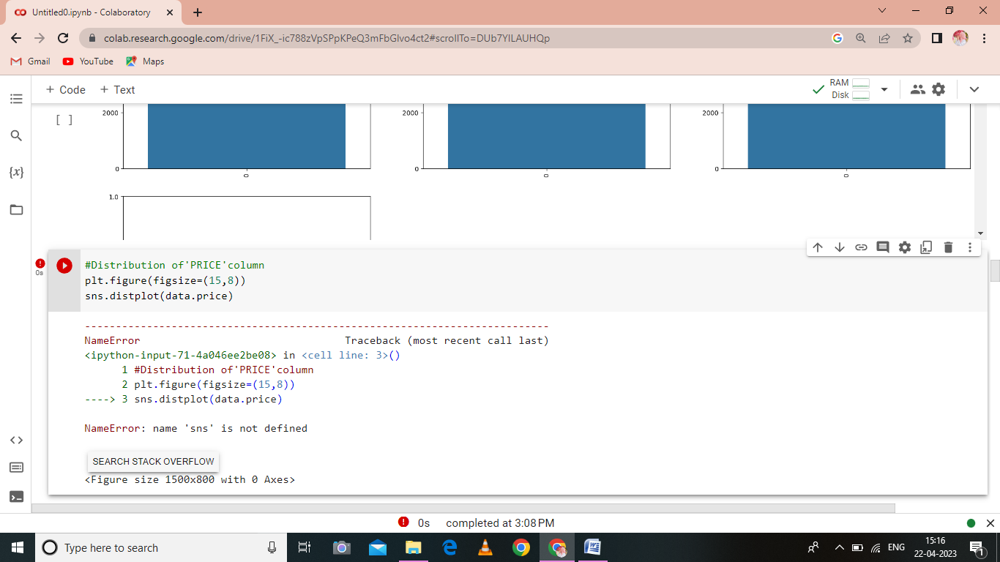 Untitled0.ipynb - Colaboratory
colab.research.google.com/drive/1FiX_-ic788zVpSPpKPeQ3mFbGlvo4ct2#scrollTo=DUb7YlLAUHQp
Gmail YouTube Maps
+ Code + Text RAM
Disk
[ ] 2000 2000 2000
0 0 0
0 0 0
1.0
0s
#Distribution of'PRICE'column
plt.figure(figsize=(15,8))
sns.distplot(data.price)
---------------------------------------------------------------------------
NameError Traceback (most recent call last)
<ipython-input-71-4a046ee2be08> in <cell line: 3>()
1 #Distribution of'PRICE'column
2 plt.figure(figsize=(15,8))
----> 3 sns.distplot(data.price)
NameError: name 'sns' is not defined
SEARCH STACK OVERFLOW
<Figure size 1500x800 with 0 Axes>
0s completed at 3:08 PM
Type here to search
ENG 15:16
22-04-2023
1